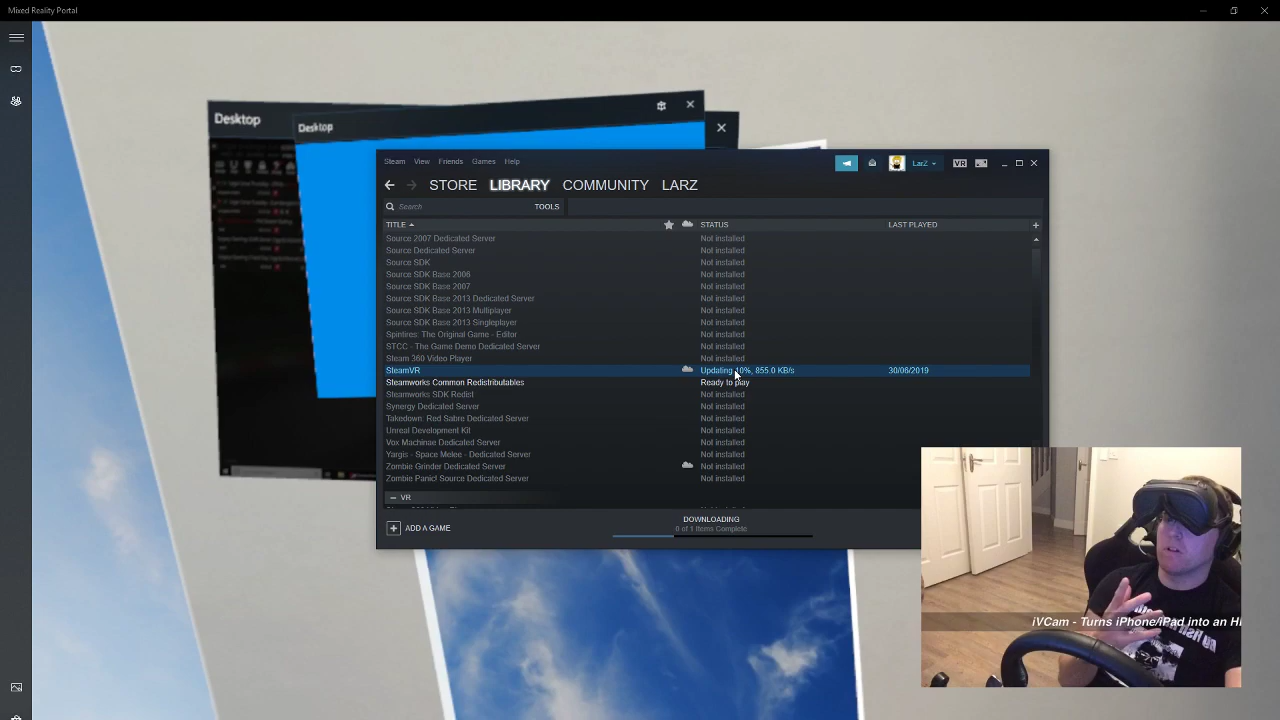 Mixed Reality Portal
Desktop
Desktop
Steam View Friends Games Help
LarZ
VR
STORE LIBRARY COMMUNITY LARZ
Search TOOLS
TITLE STATUS LAST PLAYED
Source 2007 Dedicated Server Not installed
Source Dedicated Server Not installed
Source SDK Not installed
Source SDK Base 2006 Not installed
Source SDK Base 2007 Not installed
Source SDK Base 2013 Dedicated Server Not installed
Source SDK Base 2013 Multiplayer Not installed
Source SDK Base 2013 Singleplayer Not installed
Spintires: The Original Game - Editor Not installed
STCC - The Game Demo Dedicated Server Not installed
Steam 360 Video Player Not installed
SteamVR Updating 10%, 855.0 KB/s 30/06/2019
Steamworks Common Redistributables Ready to play
Steamworks SDK Redist Not installed
Synergy Dedicated Server Not installed
Takedown: Red Sabre Dedicated Server Not installed
Unreal Development Kit Not installed
Vox Machinae Dedicated Server Not installed
Yargis - Space Melee - Dedicated Server Not installed
Zombie Grinder Dedicated Server Not installed
Zombie Panic! Source Dedicated Server Not installed
VR
ADD A GAME
DOWNLOADING
0 of 1 Items Complete
iVCam - Turns iPhone/iPad into an H